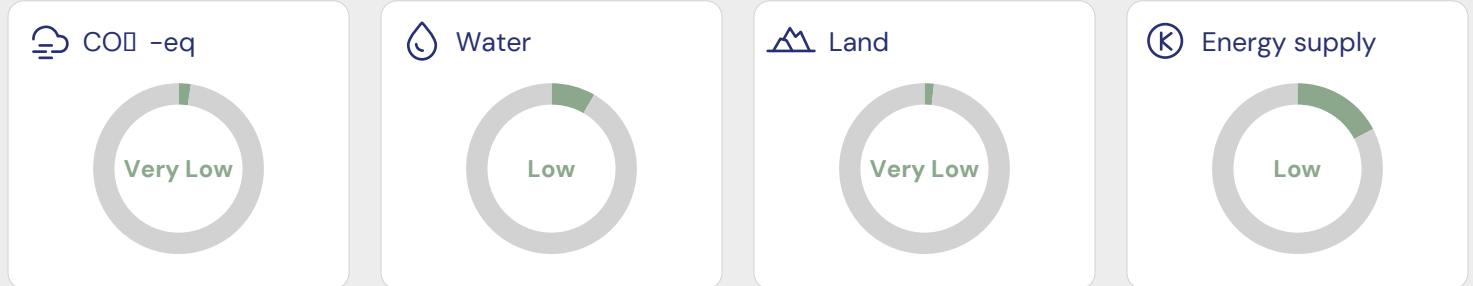 CO▯ -eq
Water
Land
Energy supply
Very Low
Low
Very Low
Low